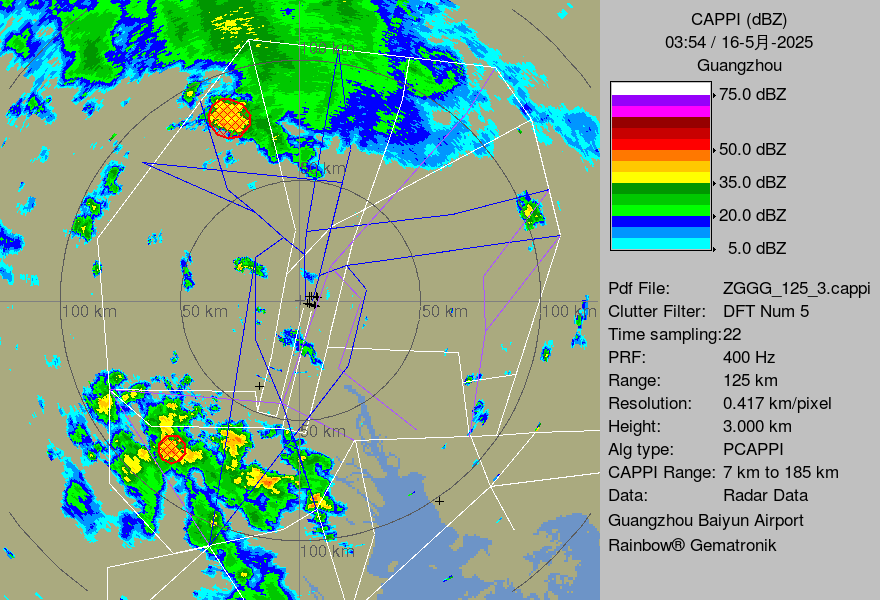 CAPPI (dBZ)
03:54 / 16-5月-2025
Guangzhou
75.0 dBZ
50.0 dBZ
35.0 dBZ
20.0 dBZ
5.0 dBZ
Pdf File: ZGGG_125_3.cappi
Clutter Filter: DFT Num 5
Time sampling:22
PRF: 400 Hz
Range: 125 km
Resolution: 0.417 km/pixel
Height: 3.000 km
Alg type: PCAPPI
CAPPI Range: 7 km to 185 km
Data: Radar Data
Guangzhou Baiyun Airport
Rainbow® Gematronik
100 km
50 km
100 km
50 km
50 km
100 km
50 km
100 km